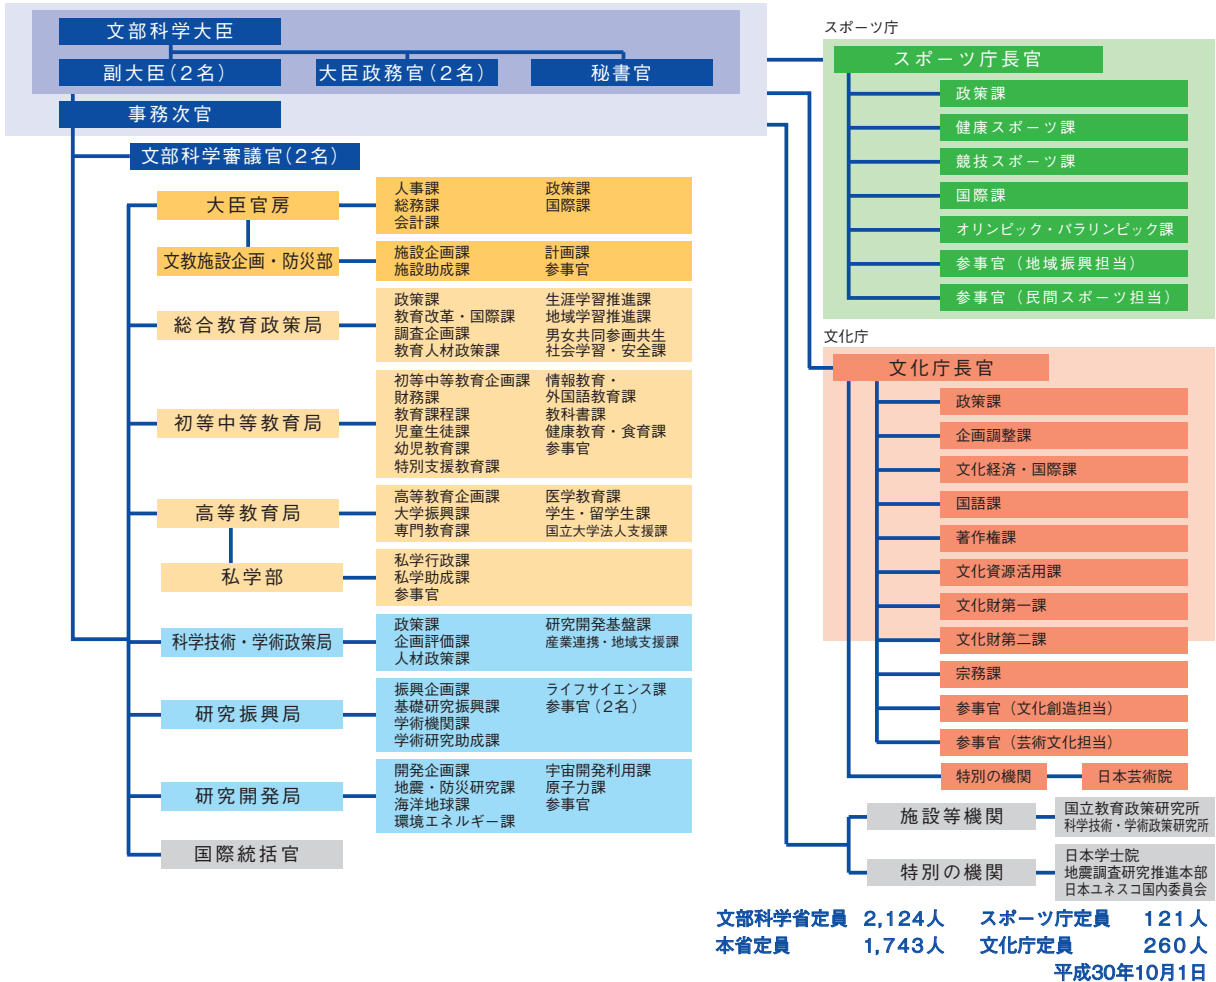 文部科学大臣
副大臣(2名)
大臣政務官(2名)
秘書官
事務次官
文部科学審議官(2名)
大臣官房
人事課
総務課
会計課
政策課
国際課
文教施設企画・防災部
施設企画課
施設助成課
計画課
参事官
総合教育政策局
政策課
教育改革・国際課
調査企画課
教育人材政策課
生涯学習推進課
地域学習推進課
男女共同参画共生
社会学習・安全課
初等中等教育局
初等中等教育企画課
財務課
教育課程課
児童生徒課
幼児教育課
特別支援教育課
情報教育・
外国語教育課
教科書課
健康教育・食育課
参事官
高等教育局
高等教育企画課
大学振興課
専門教育課
医学教育課
学生・留学生課
国立大学法人支援課
私学部
私学行政課
私学助成課
参事官
科学技術・学術政策局
政策課
企画評価課
人材政策課
研究開発基盤課
産業連携・地域支援課
研究振興局
振興企画課
基礎研究振興課
学術機関課
学術研究助成課
ライフサイエンス課
参事官(2名)
研究開発局
開発企画課
地震・防災研究課
海洋地球課
環境エネルギー課
宇宙開発利用課
原子力課
参事官
国際統括官
スポーツ庁
スポーツ庁長官
政策課
健康スポーツ課
競技スポーツ課
国際課
オリンピック・パラリンピック課
参事官(地域振興担当)
参事官(民間スポーツ担当)
文化庁
文化庁長官
政策課
企画調整課
文化経済・国際課
国語課
著作権課
文化資源活用課
文化財第一課
文化財第二課
宗務課
参事官(文化創造担当)
参事官(芸術文化担当)
特別の機関
日本芸術院
施設等機関
国立教育政策研究所
科学技術・学術政策研究所
特別の機関
日本学士院
地震調査研究推進本部
日本ユネスコ国内委員会
文部科学省定員 2,124人 スポーツ庁定員 121人
本省定員 1,743人 文化庁定員 260人
平成30年10月1日